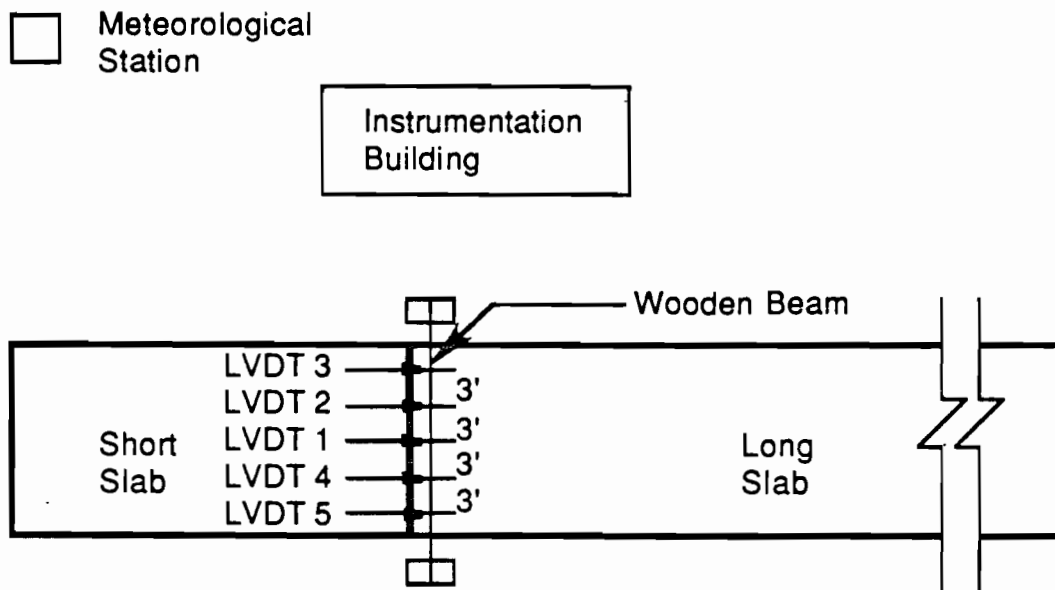 Meteorological
Station
Instrumentation
Building
Wooden Beam
LVDT 3
3'
LVDT 2
3'
LVDT 1
3'
LVDT 4
3'
LVDT 5
Short
Slab
Long
Slab